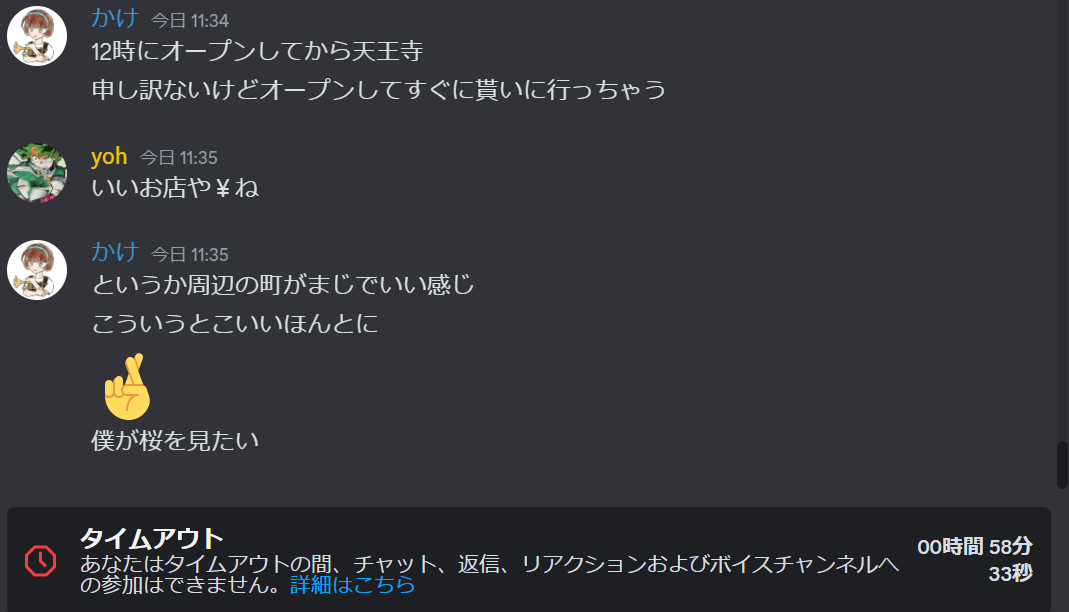 かけ 今日 11:34
12時にオープンしてから天王寺
申し訳ないけどオープンしてすぐに貰いに行っちゃう
yoh 今日 11:35
いいお店や￥ね
かけ 今日 11:35
というか周辺の町がまじでいい感じ
こういうとこいいほんとに
僕が桜を見たい
タイムアウト
あなたはタイムアウトの間、チャット、返信、リアクションおよびボイスチャンネルへ
の参加はできません。詳細はこちら
00時間 58分
33秒